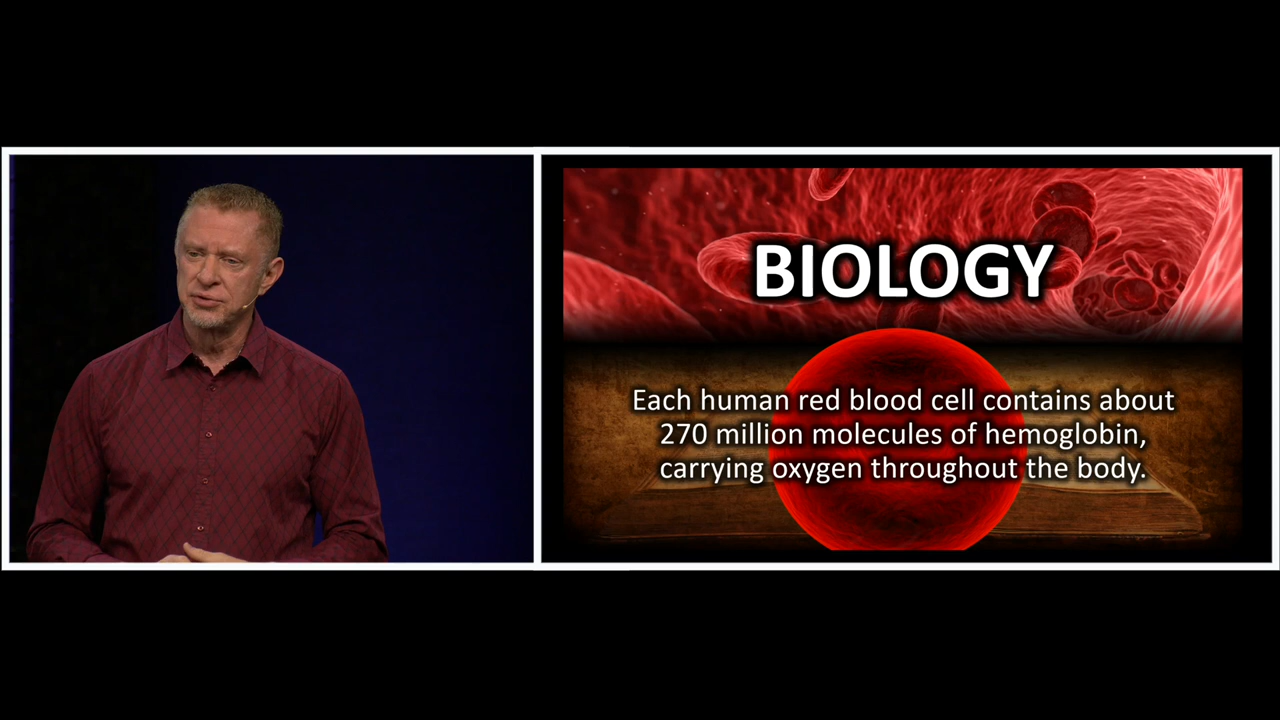 BIOLOGY
Each human red blood cell contains about
270 million molecules of hemoglobin,
carrying oxygen throughout the body.